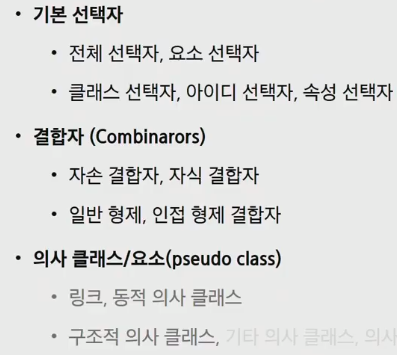 • 기본 선택자
• 전체 선택자, 요소 선택자
• 클래스 선택자, 아이디 선택자, 속성 선택자
• 결합자 (Combinarors)
• 자손 결합자, 자식 결합자
• 일반 형제, 인접 형제 결합자
• 의사 클래스/요소(pseudo class)
• 링크, 동적 의사 클래스
• 구조적 의사 클래스, 기타 의사 클래스, 의사